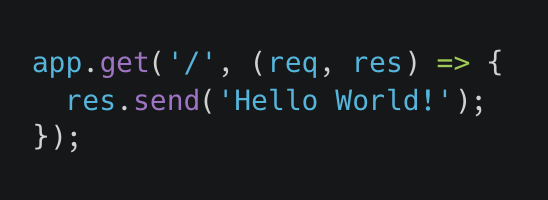 app.get('/', (req, res) => {
  res.send('Hello World!');
});